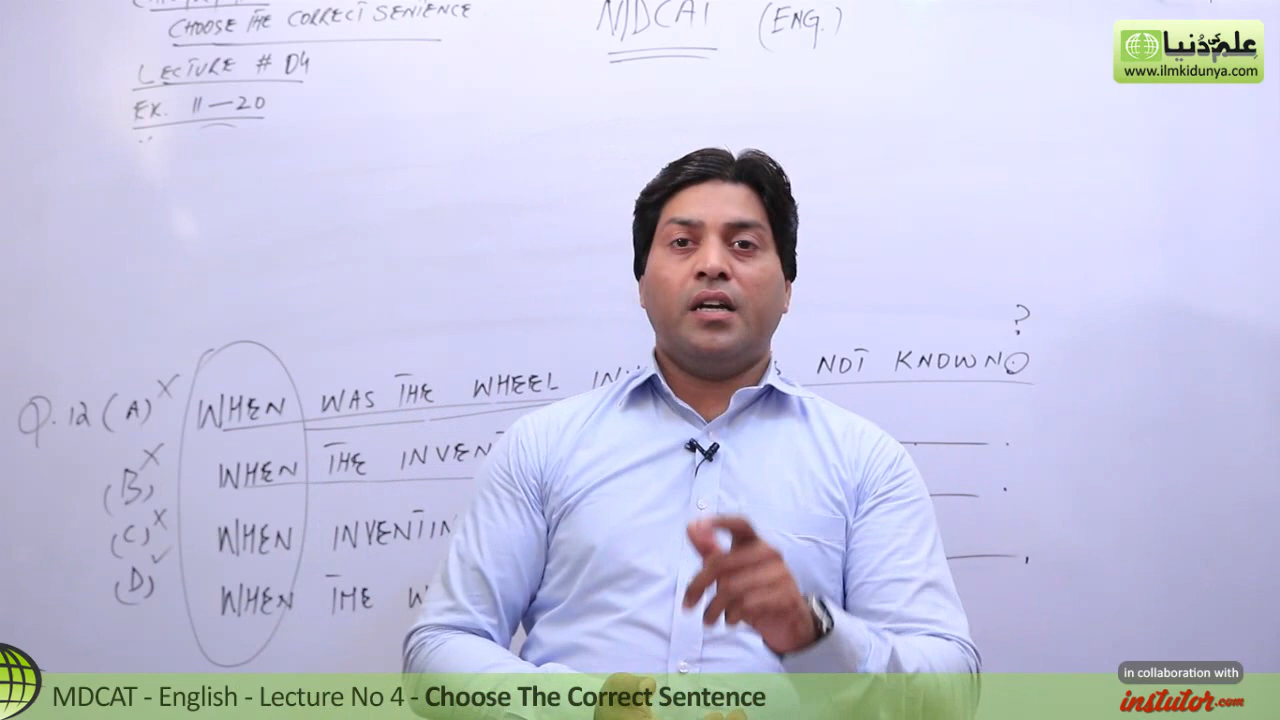 CHOOSE THE CORRECT SENTENCE
MDCAT (ENG.)
LECTURE # 04
EX. 11—20
علم کی دنیا
www.ilmkidunya.com
?
Q.12 (A) X WHEN WAS THE WHEEL NOT KNOWN.
(B) X WHEN THE
(C) X WHEN
(D) ✓ WHEN THE
in collaboration with
instutor.com
MDCAT - English - Lecture No 4 - Choose The Correct Sentence